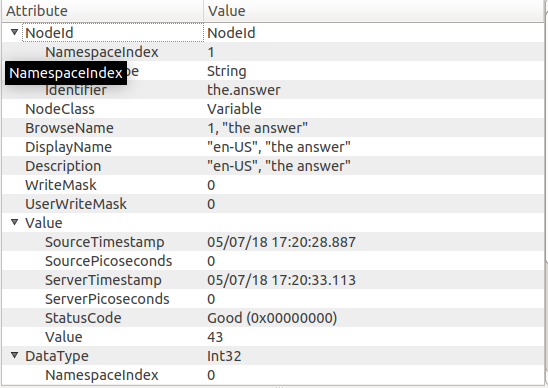 Attribute Value
NodeId NodeId
NamespaceIndex 1
NamespaceIndex pe String
Identifier the.answer
NodeClass Variable
BrowseName 1, "the answer"
DisplayName "en-US", "the answer"
Description "en-US", "the answer"
WriteMask 0
UserWriteMask 0
Value
SourceTimestamp 05/07/18 17:20:28.887
SourcePicoseconds 0
ServerTimestamp 05/07/18 17:20:33.113
ServerPicoseconds 0
StatusCode Good (0x00000000)
Value 43
DataType Int32
NamespaceIndex 0